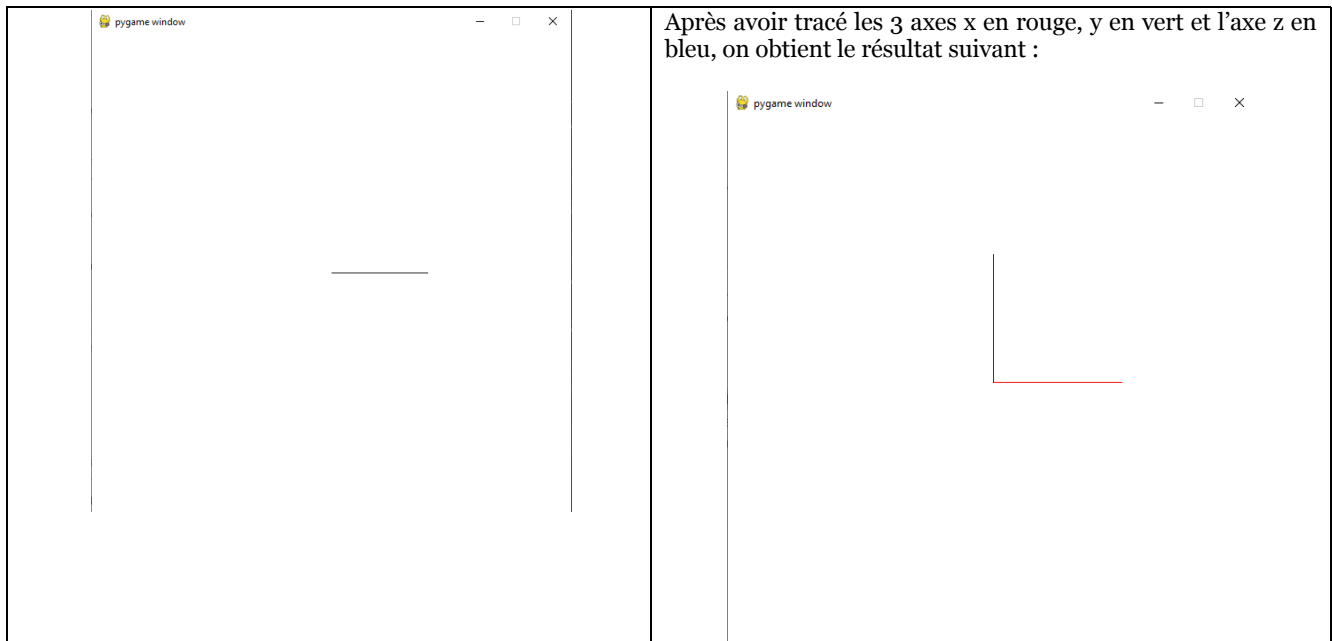 pygame window
Après avoir tracé les 3 axes x en rouge, y en vert et l’axe z en
bleu, on obtient le résultat suivant :
pygame window